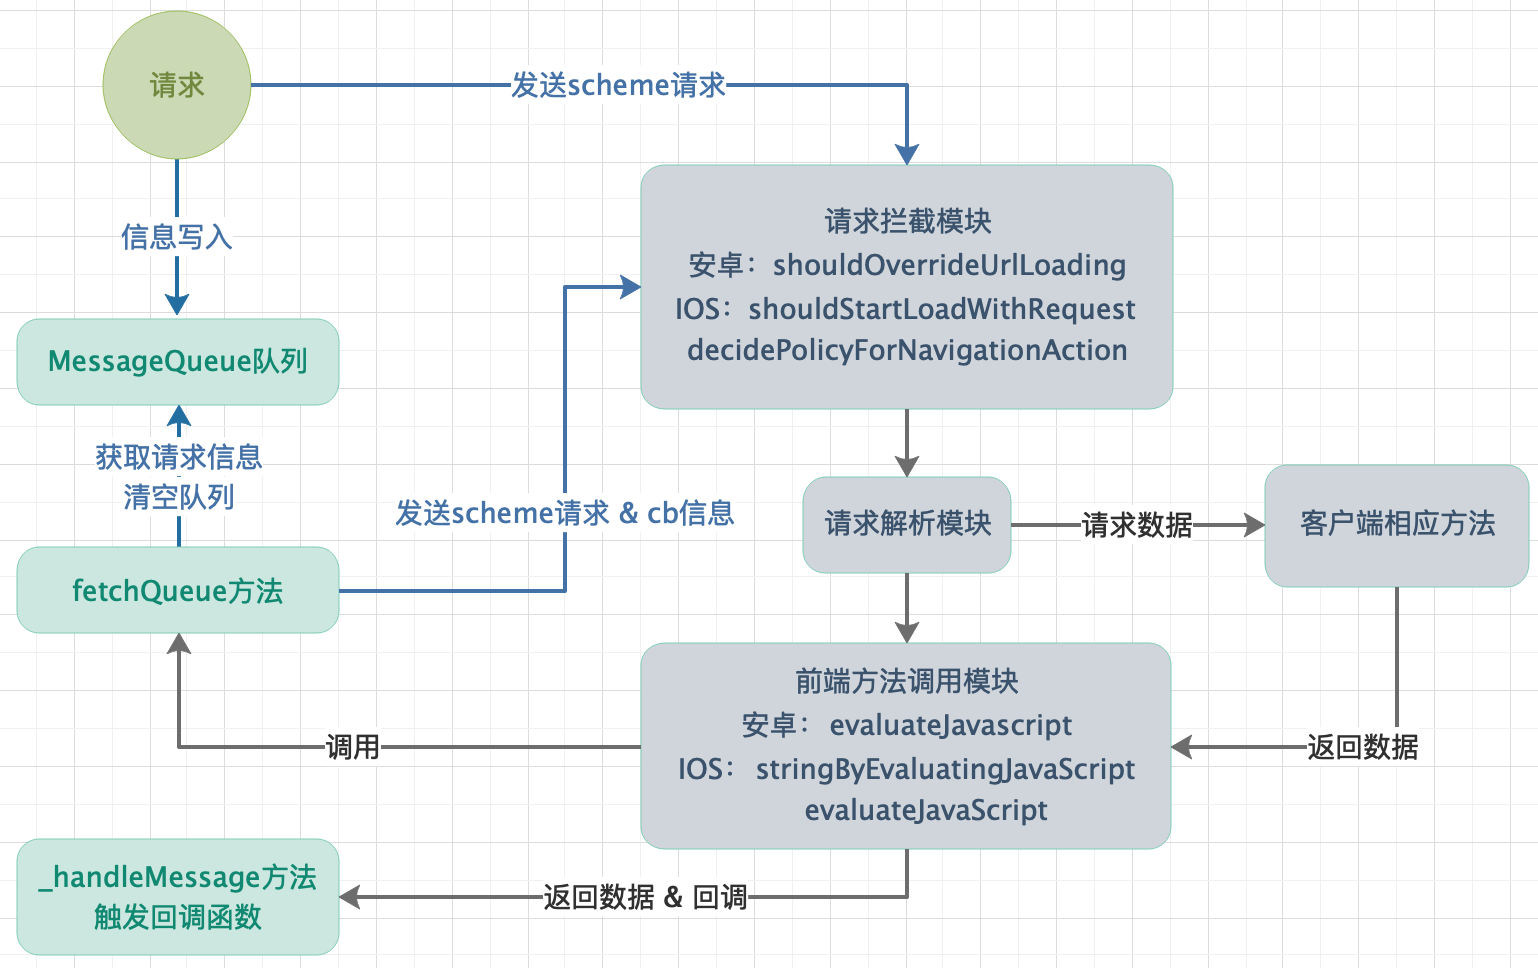 请求
发送scheme请求
信息写入
请求拦截模块
安卓：shouldOverrideUrlLoading
IOS：shouldStartLoadWithRequest
decidePolicyForNavigationAction
MessageQueue队列
获取请求信息
清空队列
发送scheme请求 & cb信息
请求解析模块
请求数据
客户端相应方法
fetchQueue方法
前端方法调用模块
安卓： evaluateJavascript
IOS： stringByEvaluatingJavaScript
evaluateJavaScript
调用
返回数据
_handleMessage方法
触发回调函数
返回数据 & 回调